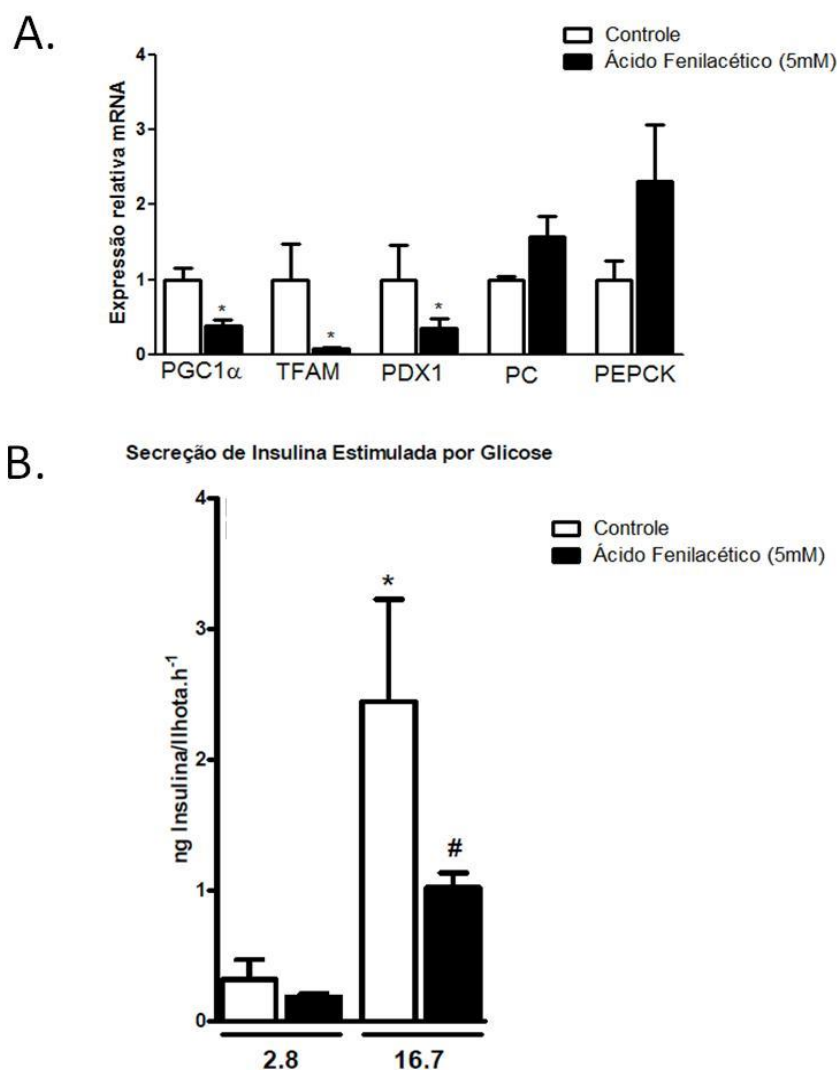 A.
Controle
Ácido Fenilacético (5mM)
Expressão relativa mRNA
4
3
2
1
0
* * *
PGC1α TFAM PDX1 PC PEPCK
B.
Secreção de Insulina Estimulada por Glicose
Controle
Ácido Fenilacético (5mM)
ng Insulina/Ilhota.h⁻¹
4
3
2
1
0
*
#
2.8 16.7